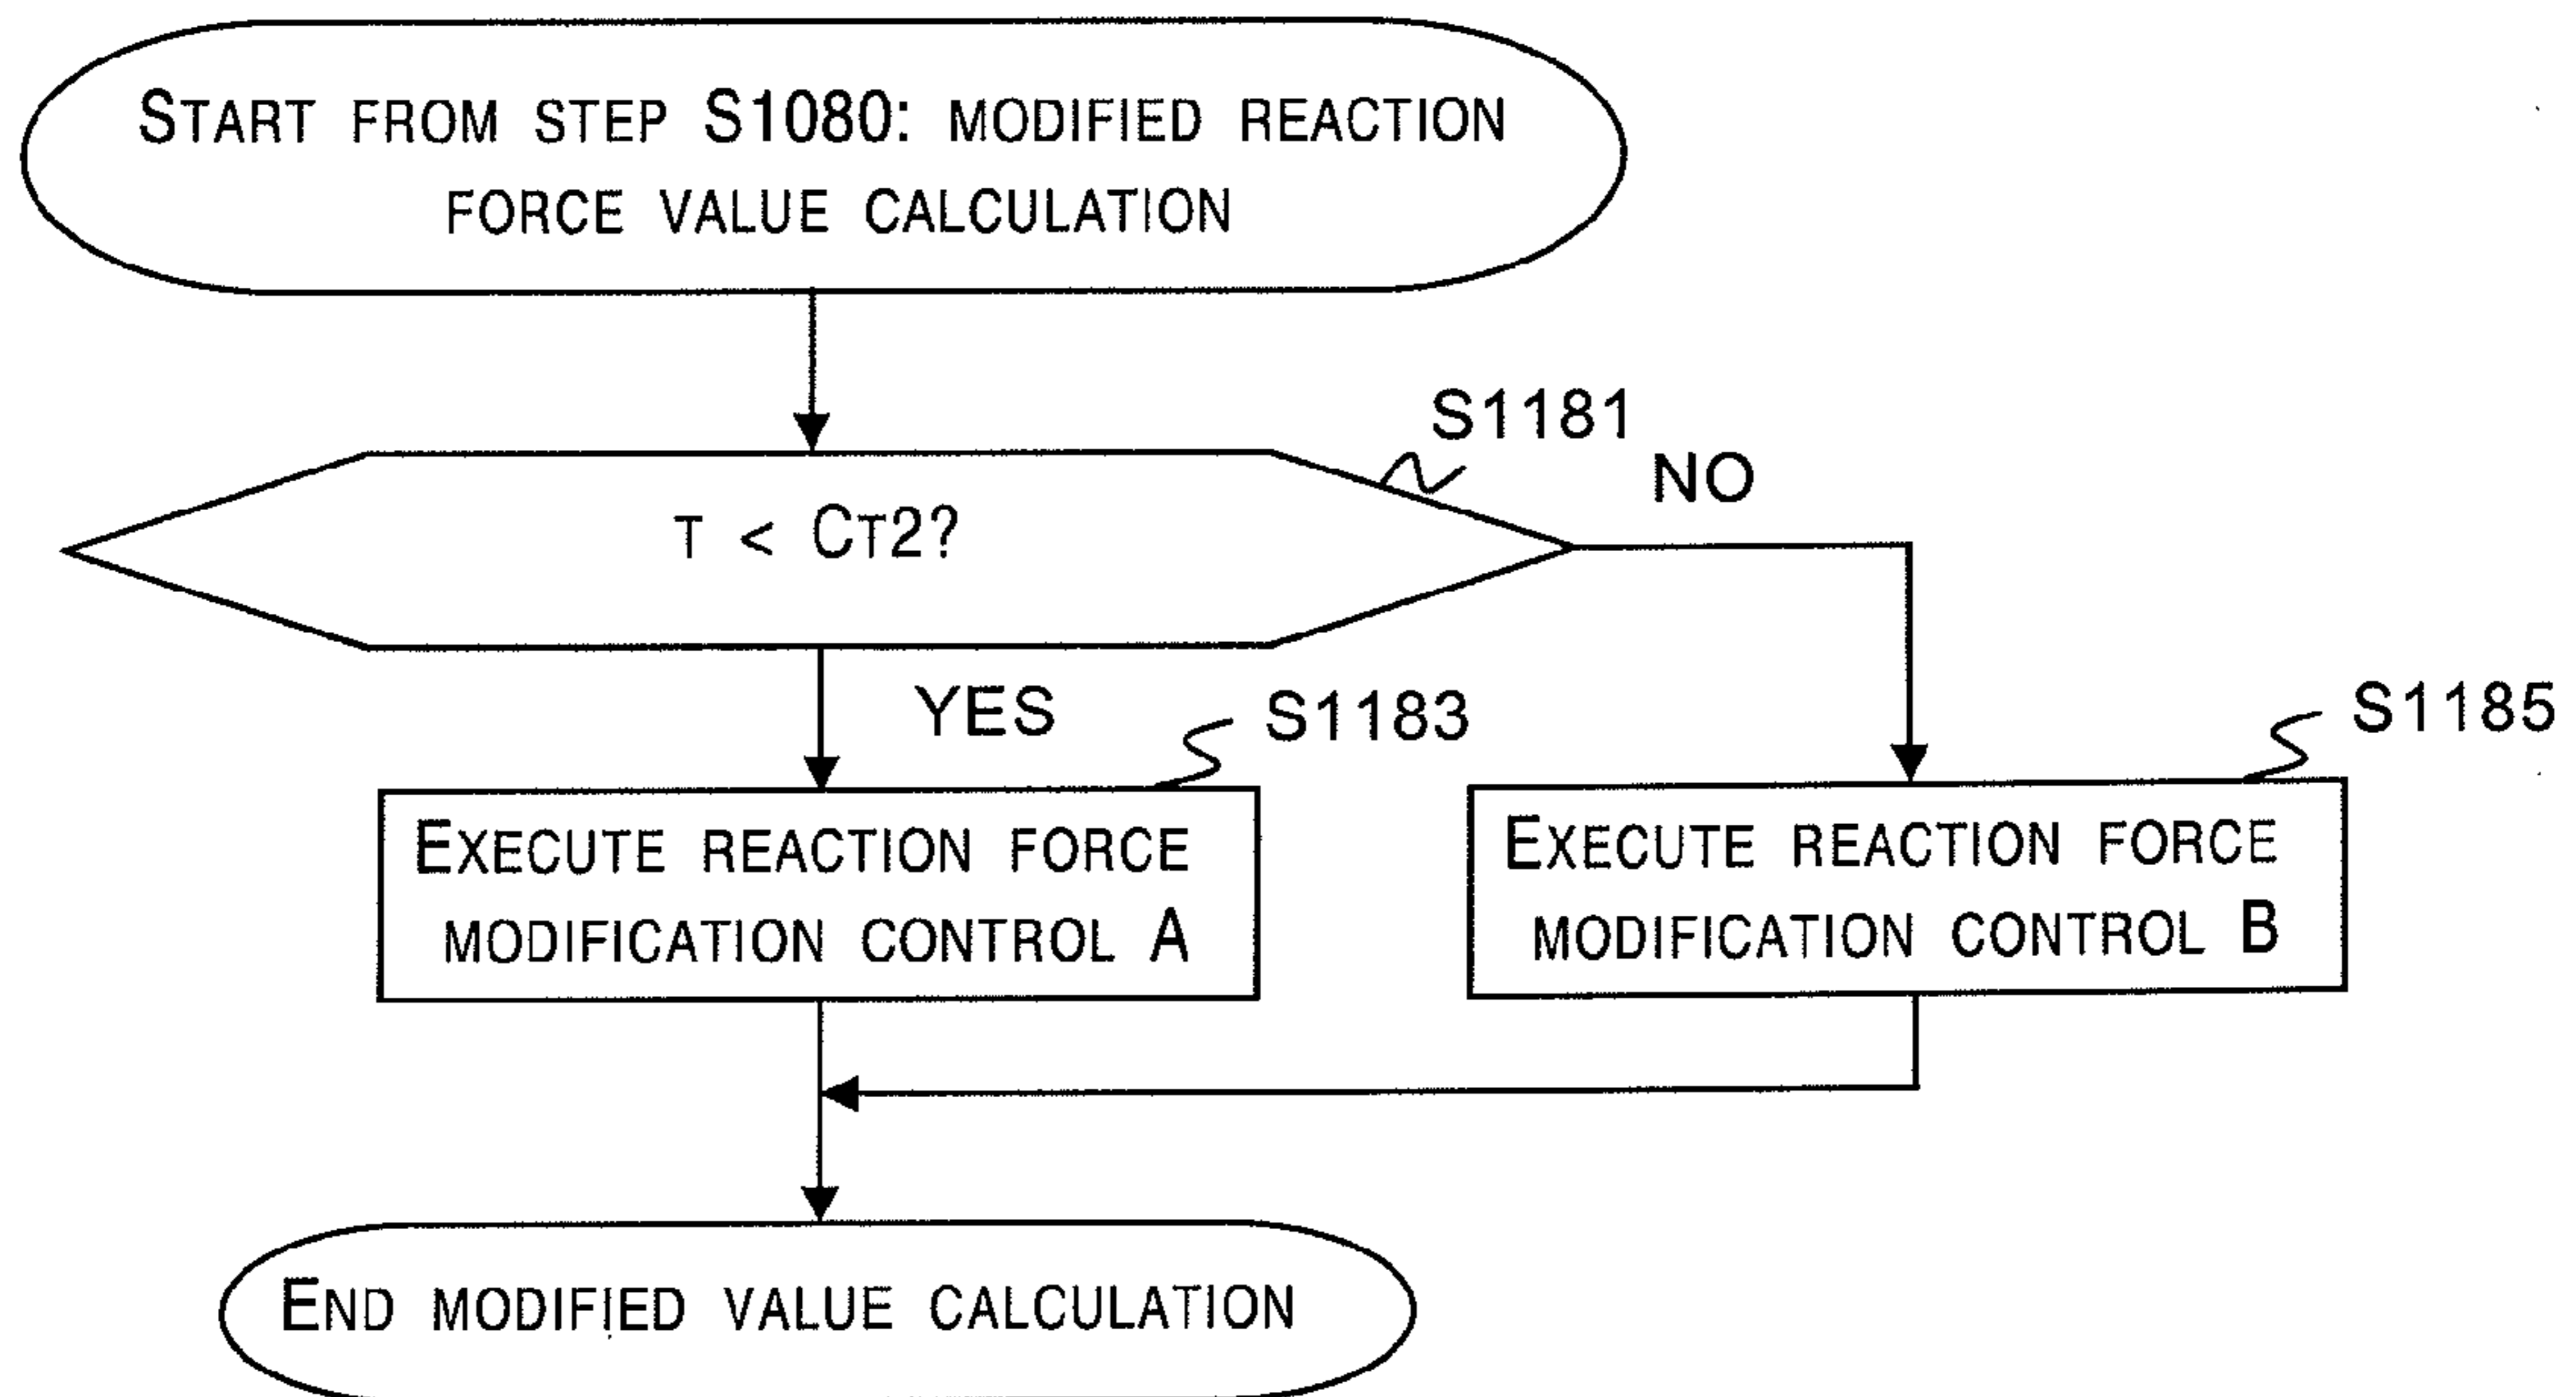 START FROM STEP S1080: MODIFIED REACTION
FORCE VALUE CALCULATION
S1181
NO
T < CT2?
YES
S1183
S1185
EXECUTE REACTION FORCE
MODIFICATION CONTROL A
EXECUTE REACTION FORCE
MODIFICATION CONTROL B
END MODIFIED VALUE CALCULATION